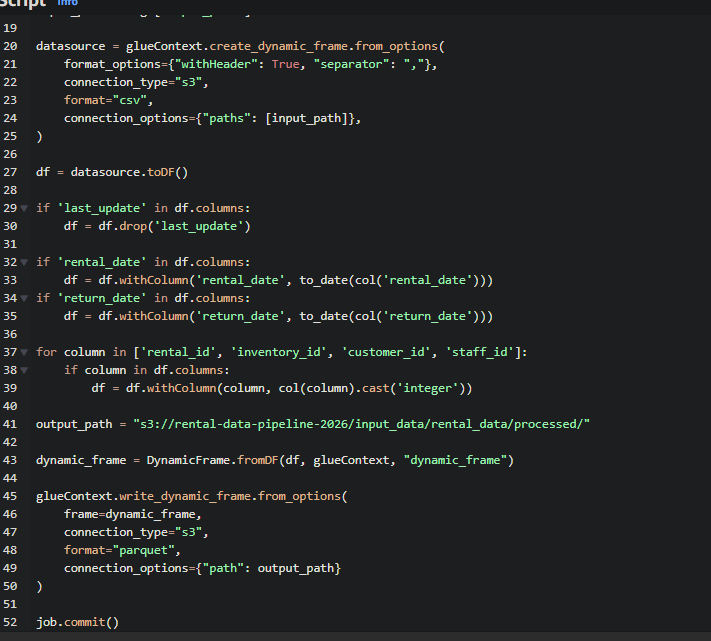 Script Info
19
20 datasource = glueContext.create_dynamic_frame.from_options(
21     format_options={"withHeader": True, "separator": ","},
22     connection_type="s3",
23     format="csv",
24     connection_options={"paths": [input_path]},
25 )
26
27 df = datasource.toDF()
28
29 if 'last_update' in df.columns:
30     df = df.drop('last_update')
31
32 if 'rental_date' in df.columns:
33     df = df.withColumn('rental_date', to_date(col('rental_date')))
34 if 'return_date' in df.columns:
35     df = df.withColumn('return_date', to_date(col('return_date')))
36
37 for column in ['rental_id', 'inventory_id', 'customer_id', 'staff_id']:
38     if column in df.columns:
39         df = df.withColumn(column, col(column).cast('integer'))
40
41 output_path = "s3://rental-data-pipeline-2026/input_data/rental_data/processed/"
42
43 dynamic_frame = DynamicFrame.fromDF(df, glueContext, "dynamic_frame")
44
45 glueContext.write_dynamic_frame.from_options(
46     frame=dynamic_frame,
47     connection_type="s3",
48     format="parquet",
49     connection_options={"path": output_path}
50 )
51
52 job.commit()